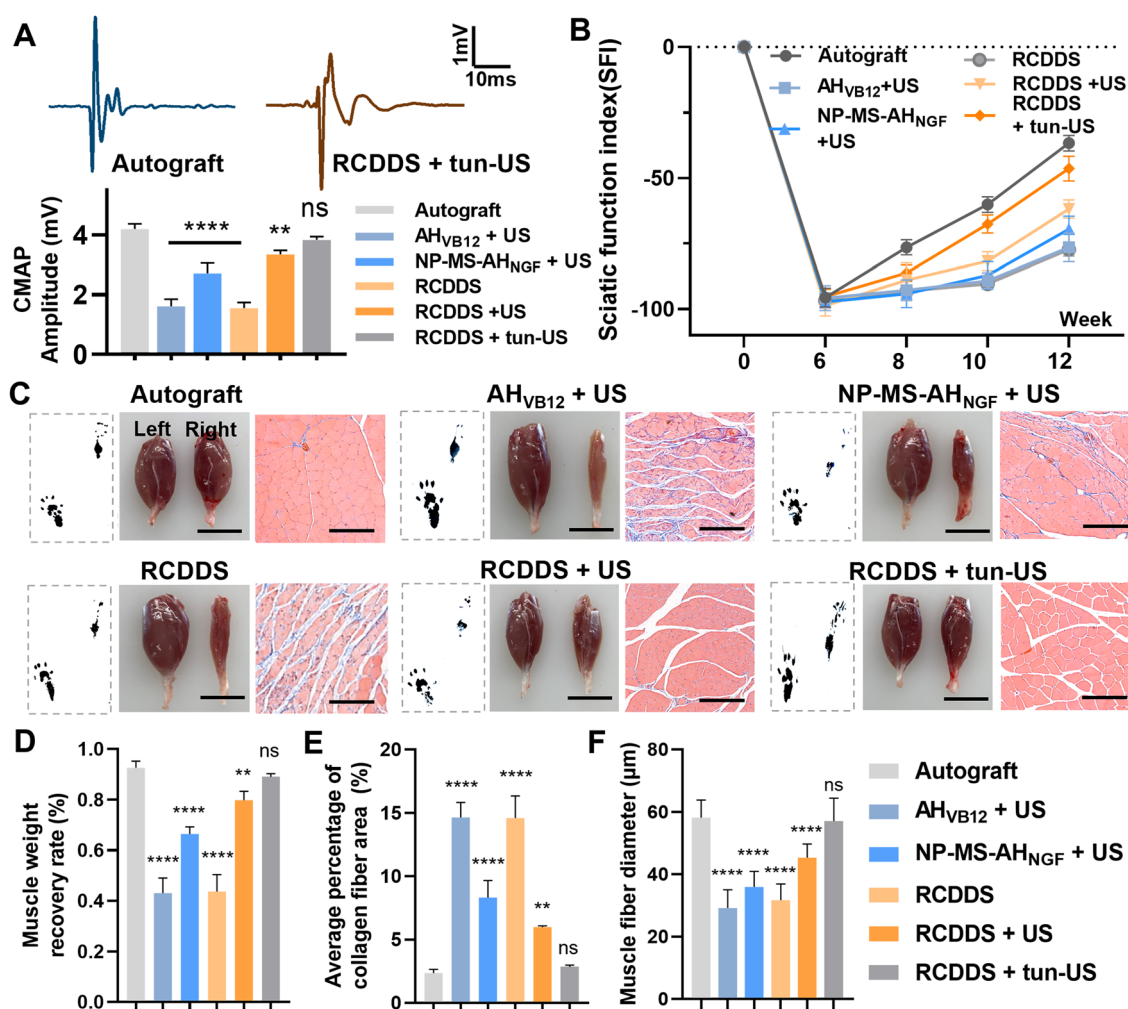 A
1mV
10ms
Autograft
RCDDS + tun-US
CMAP
Amplitude (mV)
4
2
0
****
**
ns
Autograft
AHVB12 + US
NP-MS-AHNGF + US
RCDDS
RCDDS +US
RCDDS + tun-US
B
Sciatic function index(SFI)
0
-50
-100
Autograft
AHVB12+US
NP-MS-AHNGF
+US
RCDDS
RCDDS +US
RCDDS
+ tun-US
Week
0
6
8
10
12
C
Autograft
Left
Right
AHVB12 + US
NP-MS-AHNGF + US
RCDDS
RCDDS + US
RCDDS + tun-US
D
Muscle weight
recovery rate (%)
1.0
0.8
0.6
0.4
0.2
0.0
****
****
****
**
ns
E
Average percentage of
collagen fiber area (%)
20
15
10
5
0
****
****
****
**
ns
F
Muscle fiber diameter (μm)
80
60
40
20
0
****
****
****
****
ns
Autograft
AHVB12 + US
NP-MS-AHNGF + US
RCDDS
RCDDS + US
RCDDS + tun-US